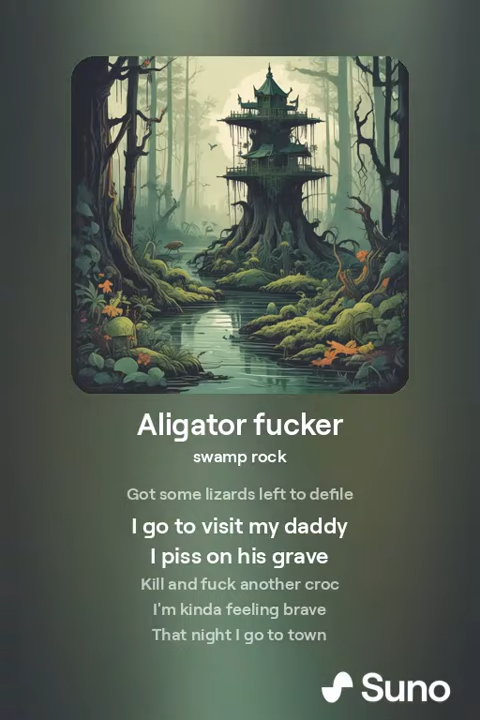 Aligator fucker
swamp rock
Got some lizards left to defile
I go to visit my daddy
I piss on his grave
Kill and fuck another croc
I'm kinda feeling brave
That night I go to town
Suno